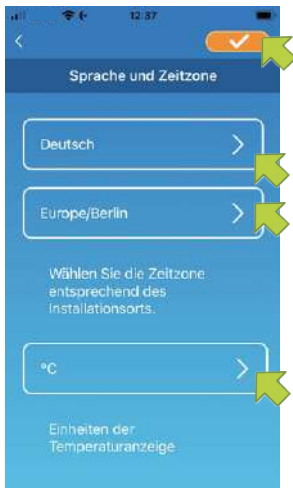 12:37
Sprache und Zeitzone
Deutsch
Europe/Berlin
Wählen Sie die Zeitzone
entsprechend des
Installationsorts.
°C
Einheiten der
Temperaturanzeige